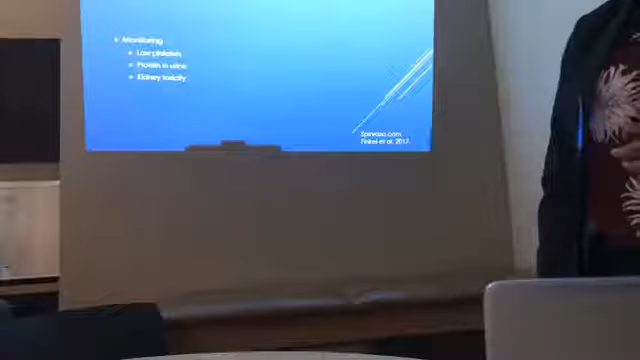 Monitoring
Low platelets
Protein in urine
Kidney toxicity
Spinraza.com
Finkel et al. 2017